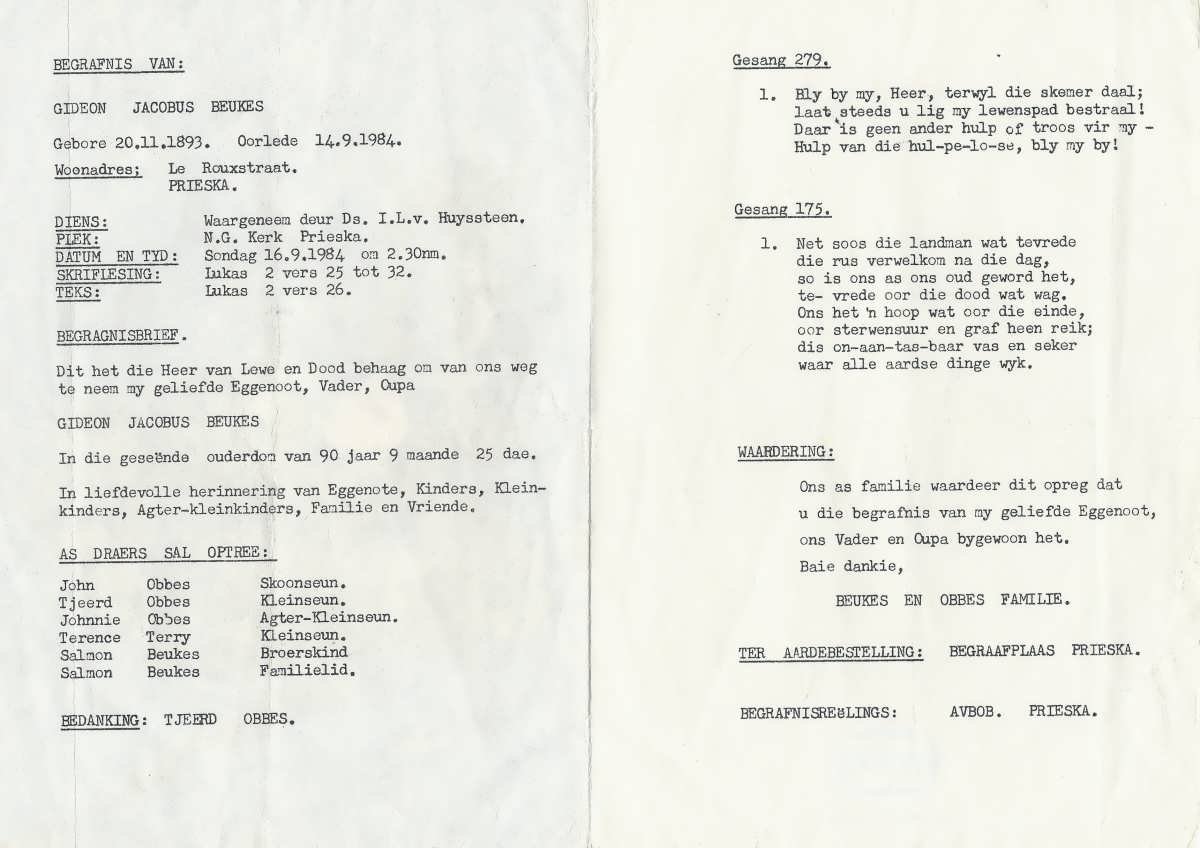 BEGRAFNIS VAN:
GIDEON JACOBUS BEUKES
Gebore 20.11.1893. Oorlede 14.9.1984.
Woonadres; Le Rouxstraat.
PRIESKA.
DIENS: Waargeneem deur Ds. I.L.v. Huyssteen.
PLEK: N.G. Kerk Prieska.
DATUM EN TYD: Sondag 16.9.1984 om 2.30nm.
SKRIFLESING: Lukas 2 vers 25 tot 32.
TEKS: Lukas 2 vers 26.
BEGRAGNISBRIEF.
Dit het die Heer van Lewe en Dood behaag om van ons weg
te neem my geliefde Eggenoot, Vader, Oupa
GIDEON JACOBUS BEUKES
In die geseënde ouderdom van 90 jaar 9 maande 25 dae.
In liefdevolle herinnering van Eggenote, Kinders, Klein-
kinders, Agter-kleinkinders, Familie en Vriende.
AS DRAERS SAL OPTREE:
John Obbes Skoonseun.
Tjeerd Obbes Kleinseun.
Johnnie Obbes Agter-Kleinseun.
Terence Terry Kleinseun.
Salmon Beukes Broerskind
Salmon Beukes Familielid.
BEDANKING: TJEERD OBBES.
Gesang 279.
1. Bly by my, Heer, terwyl die skemer daal;
laat steeds u lig my lewenspad bestraal!
Daar is geen ander hulp of troos vir my -
Hulp van die hul-pe-lo-se, bly my by!
Gesang 175.
1. Net soos die landman wat tevrede
die rus verwelkom na die dag,
so is ons as ons oud geword het,
te- vrede oor die dood wat wag.
Ons het 'n hoop wat oor die einde,
oor sterwensuur en graf heen reik;
dis on-aan-tas-baar vas en seker
waar alle aardse dinge wyk.
WAARDERING:
Ons as familie waardeer dit opreg dat
u die begrafnis van my geliefde Eggenoot,
ons Vader en Oupa bygewoon het.
Baie dankie,
BEUKES EN OBBES FAMILIE.
TER AARDEBESTELLING: BEGRAAFPLAAS PRIESKA.
BEGRAFNISREëLINGS: AVBOB. PRIESKA.